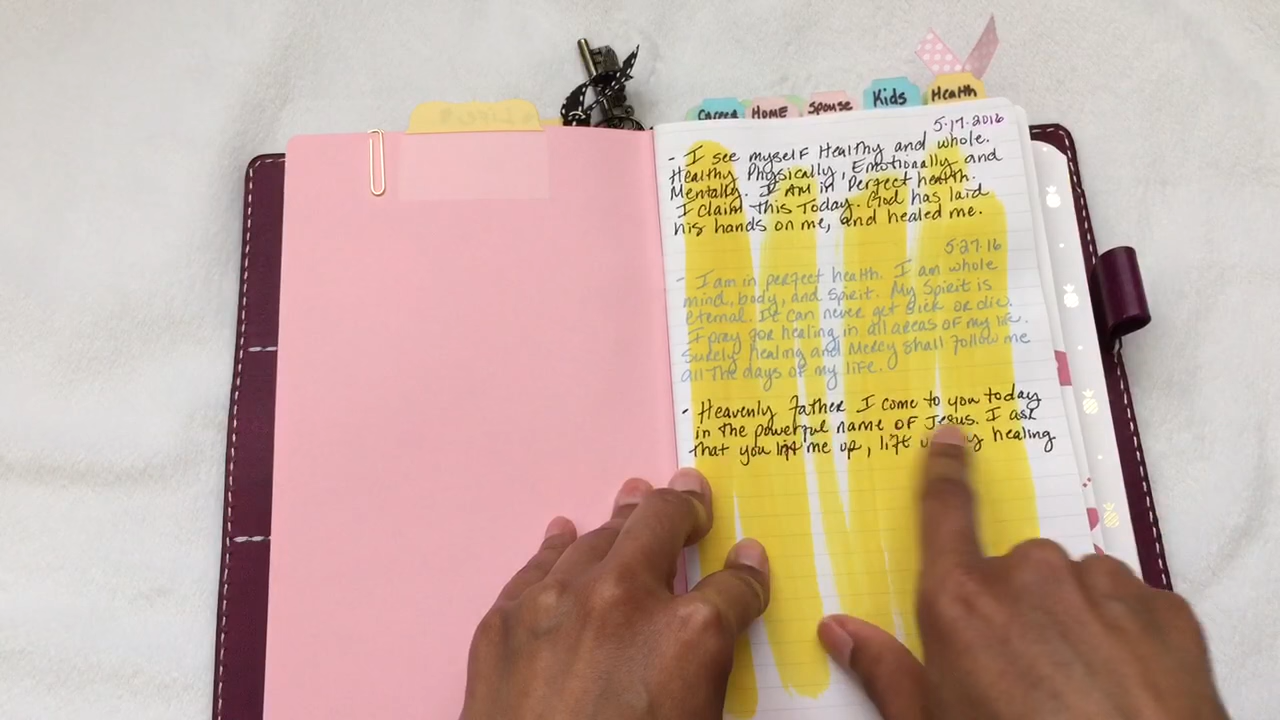 Career HOME Spouse Kids Health
5.17.2016
- I see myself Healthy and whole.
Healthy Physically, Emotionally and
Mentally. I AM in Perfect health.
I claim this Today. God has laid
his hands on me, and healed me.
5.27.16
- I am in perfect health. I am whole
mind, body, and spirit. My Spirit is
eternal. It can never get sick or die.
I pray for healing in all areas of my life.
Surely healing and Mercy shall follow me
all the days of my life.
- Heavenly Father I come to you today
in the powerful name of Jesus. I ask
that you lift me up, lift healing